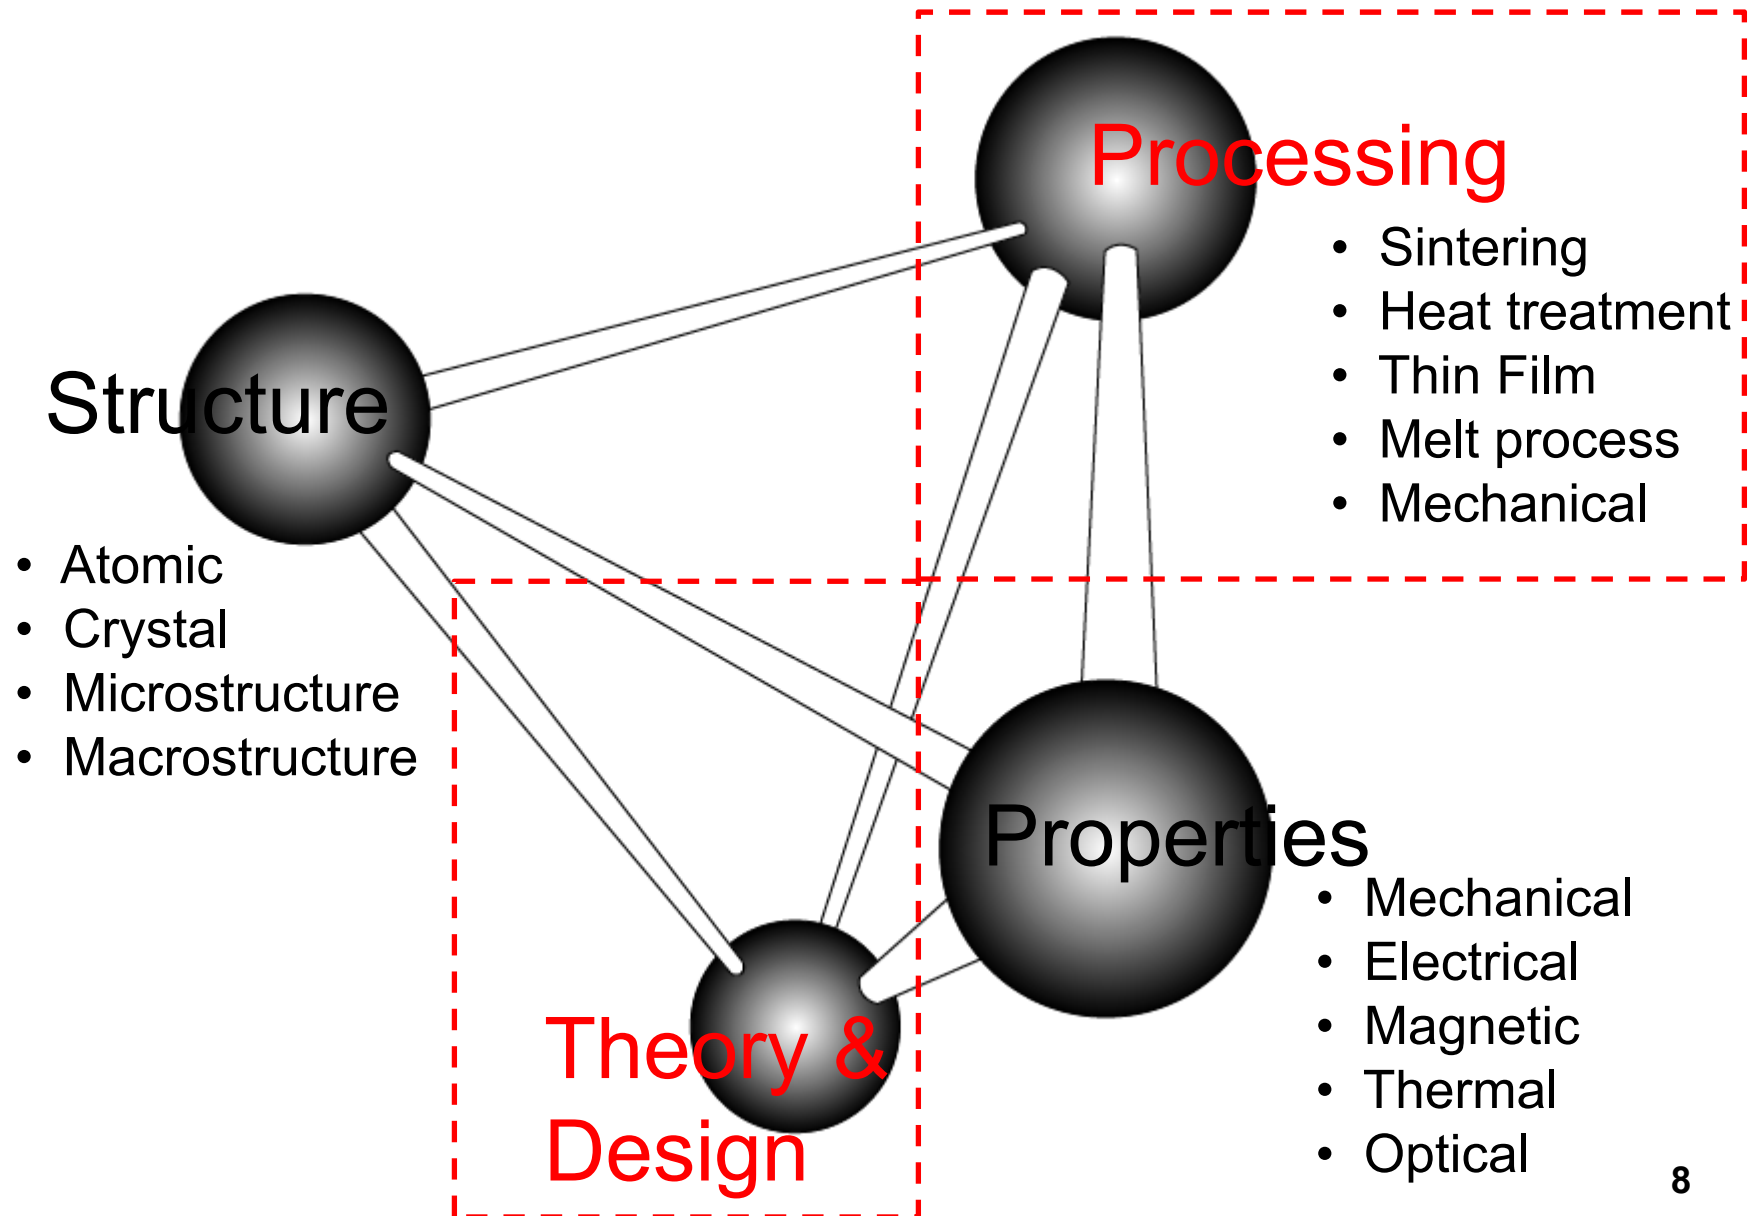 Processing
• Sintering
• Heat treatment
• Thin Film
• Melt process
• Mechanical
Structure
• Atomic
• Crystal
• Microstructure
• Macrostructure
Properties
• Mechanical
• Electrical
• Magnetic
• Thermal
• Optical
Theory &
Design
8